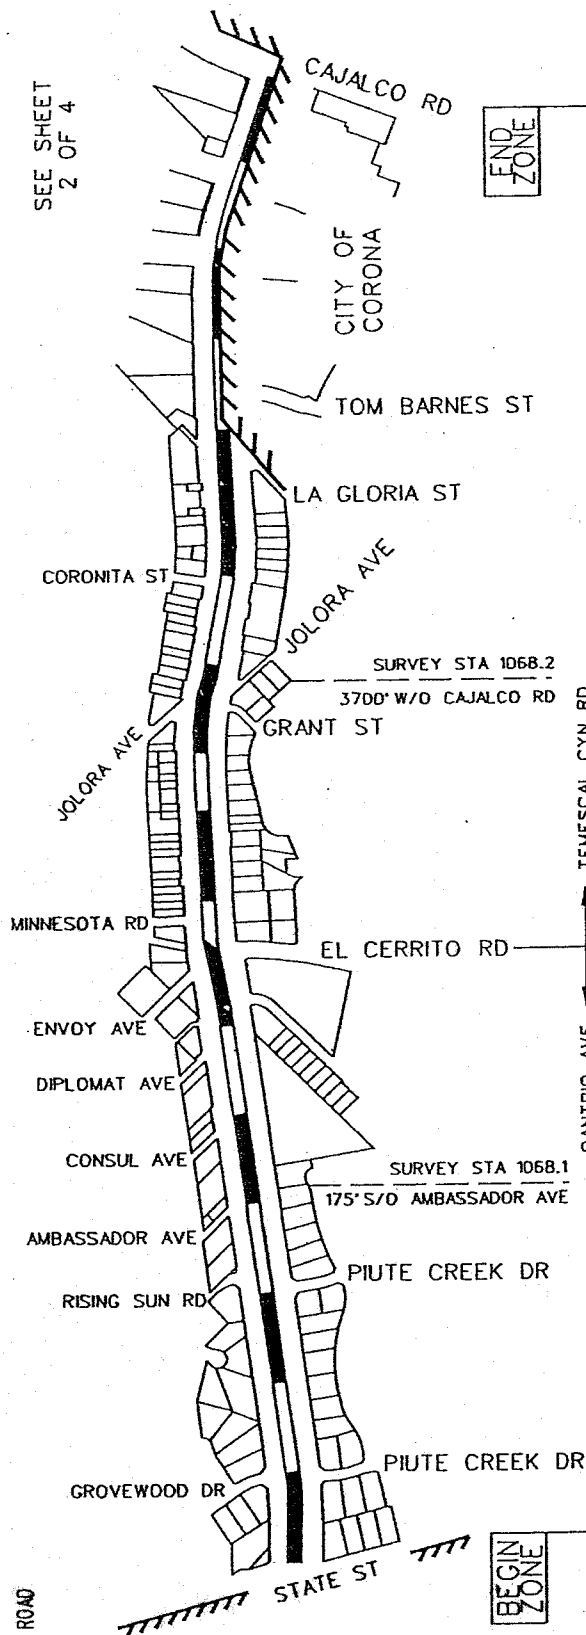 SEE SHEET
2 OF 4
CAJALCO RD
END
ZONE
CITY OF
CORONA
TOM BARNES ST
LA GLORIA ST
CORONITA ST
JOLORA AVE
SURVEY STA 1068.2
3700' W/O CAJALCO RD
GRANT ST
JOLORA AVE
TEMESCAL CYN RD
MINNESOTA RD
EL CERRITO RD
ENVOY AVE
DIPLOMAT AVE
CONSUL AVE
SURVEY STA 1068.1
175' S/O AMBASSADOR AVE
AMBASSADOR AVE
PIUTE CREEK DR
RISING SUN RD
PIUTE CREEK DR
GROVEWOOD DR
STATE ST
BEGIN
ZONE
ROAD